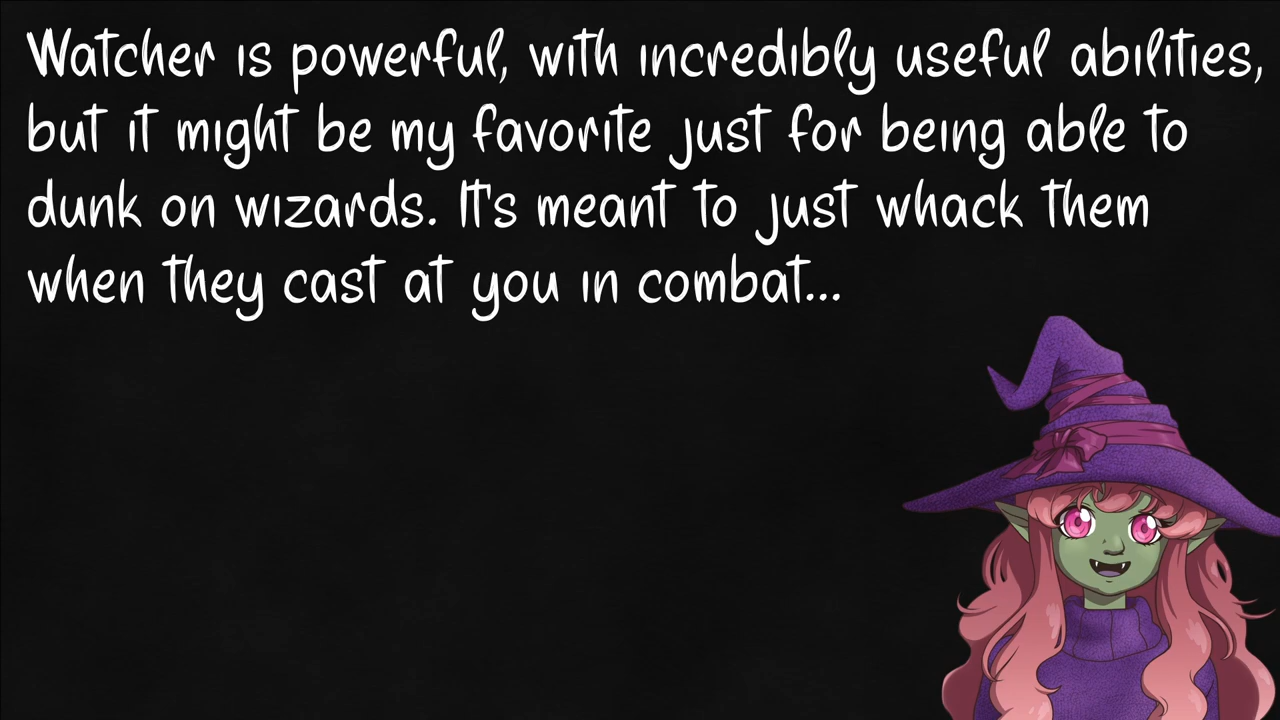 Watcher is powerful, with incredibly useful abilities,
but it might be my favorite just for being able to
dunk on wizards. It's meant to just whack them
when they cast at you in combat...